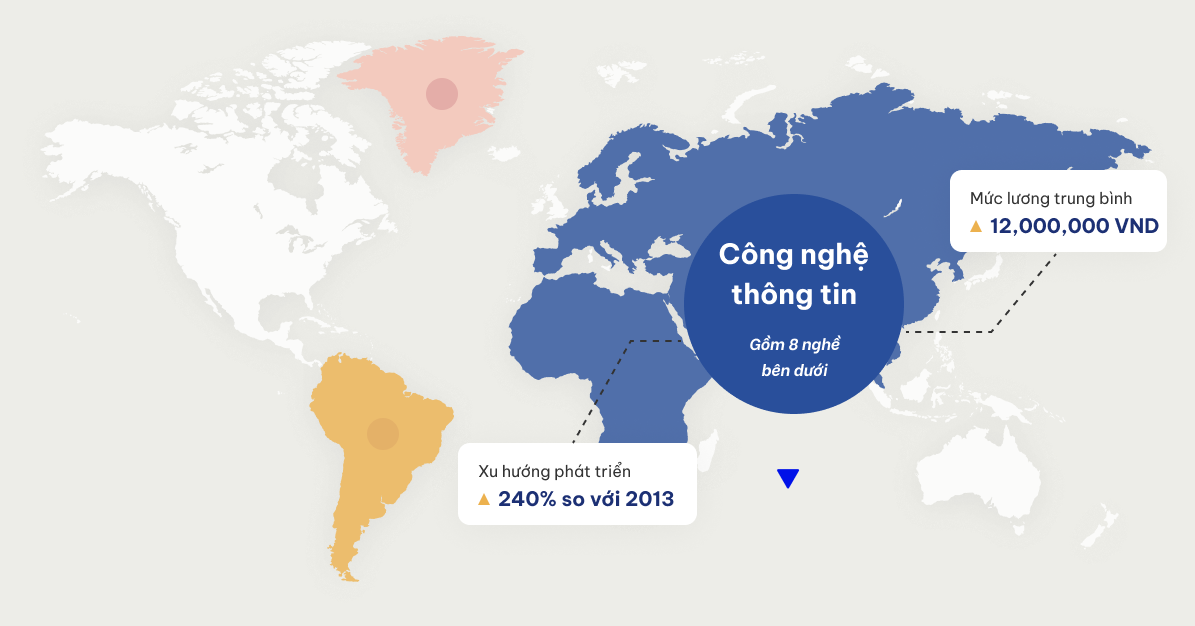 Mức lương trung bình
12,000,000 VND
Công nghệ
thông tin
Gồm 8 nghề
bên dưới
Xu hướng phát triển
240% so với 2013